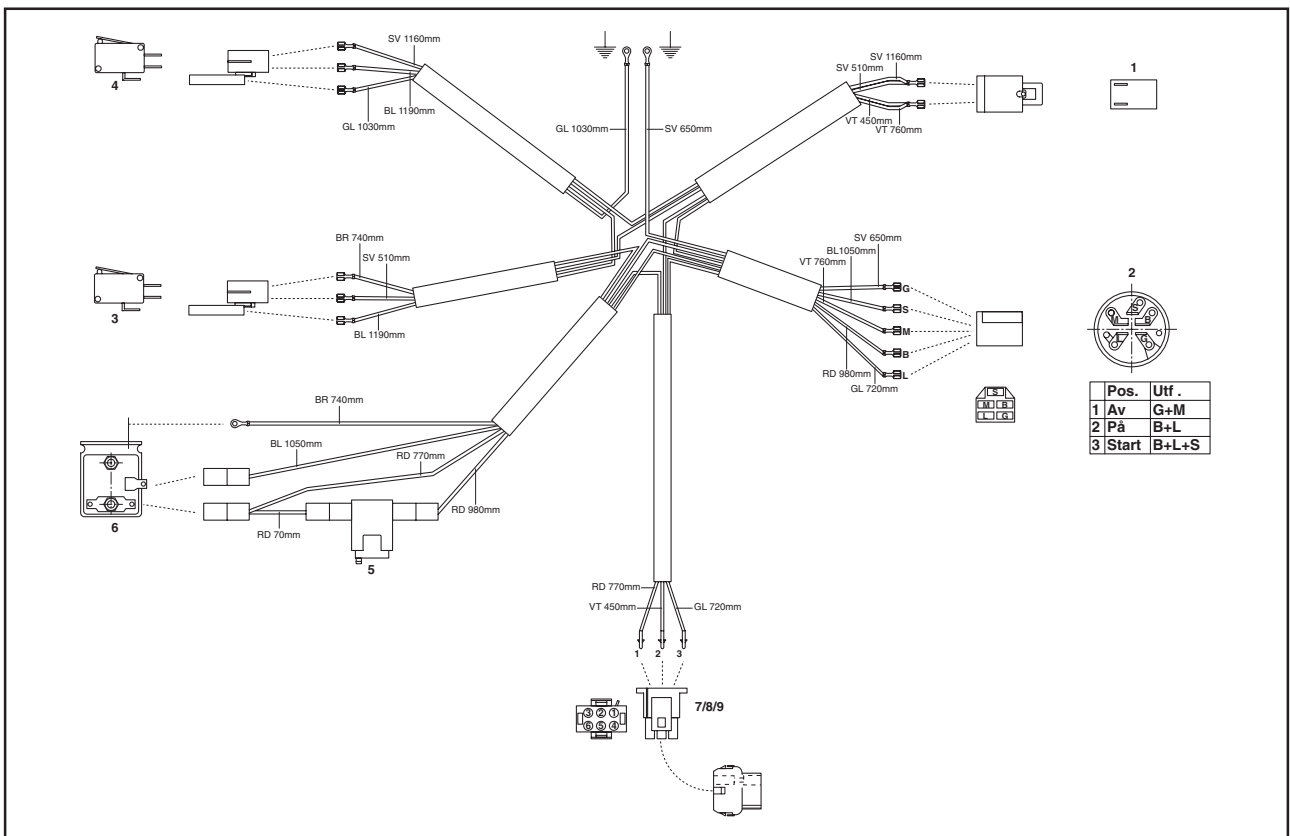 SV 1160mm
BL 1190mm
GL 1030mm
4
GL 1030mm
SV 650mm
SV 1160mm
SV 510mm
VT 450mm
VT 760mm
1
BR 740mm
SV 510mm
BL 1190mm
3
SV 650mm
BL1050mm
VT 760mm
G
S
M
B
L
RD 980mm
GL 720mm
2
S
M
B
L
G
S
M B
L G
Pos. Utf .
1 Av G+M
2 På B+L
3 Start B+L+S
BR 740mm
BL 1050mm
RD 770mm
RD 980mm
RD 70mm
6
5
RD 770mm
VT 450mm
GL 720mm
1 2 3
7/8/9
3 2 1
6 5 4